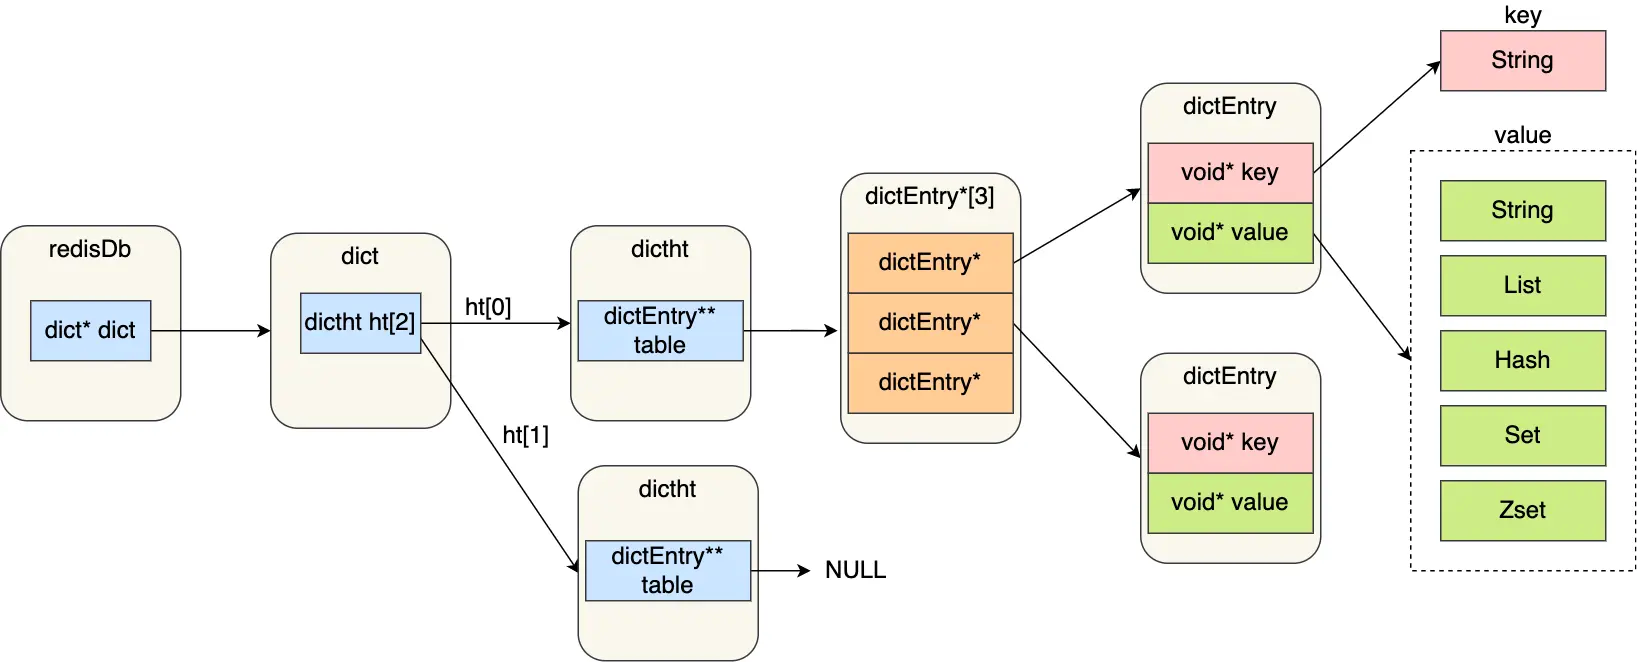 redisDb
dict* dict
dict
dictht ht[2]
ht[0]
ht[1]
dictht
dictEntry**
table
dictht
dictEntry**
table
NULL
dictEntry*[3]
dictEntry*
dictEntry*
dictEntry*
dictEntry
void* key
void* value
dictEntry
void* key
void* value
key
String
value
String
List
Hash
Set
Zset